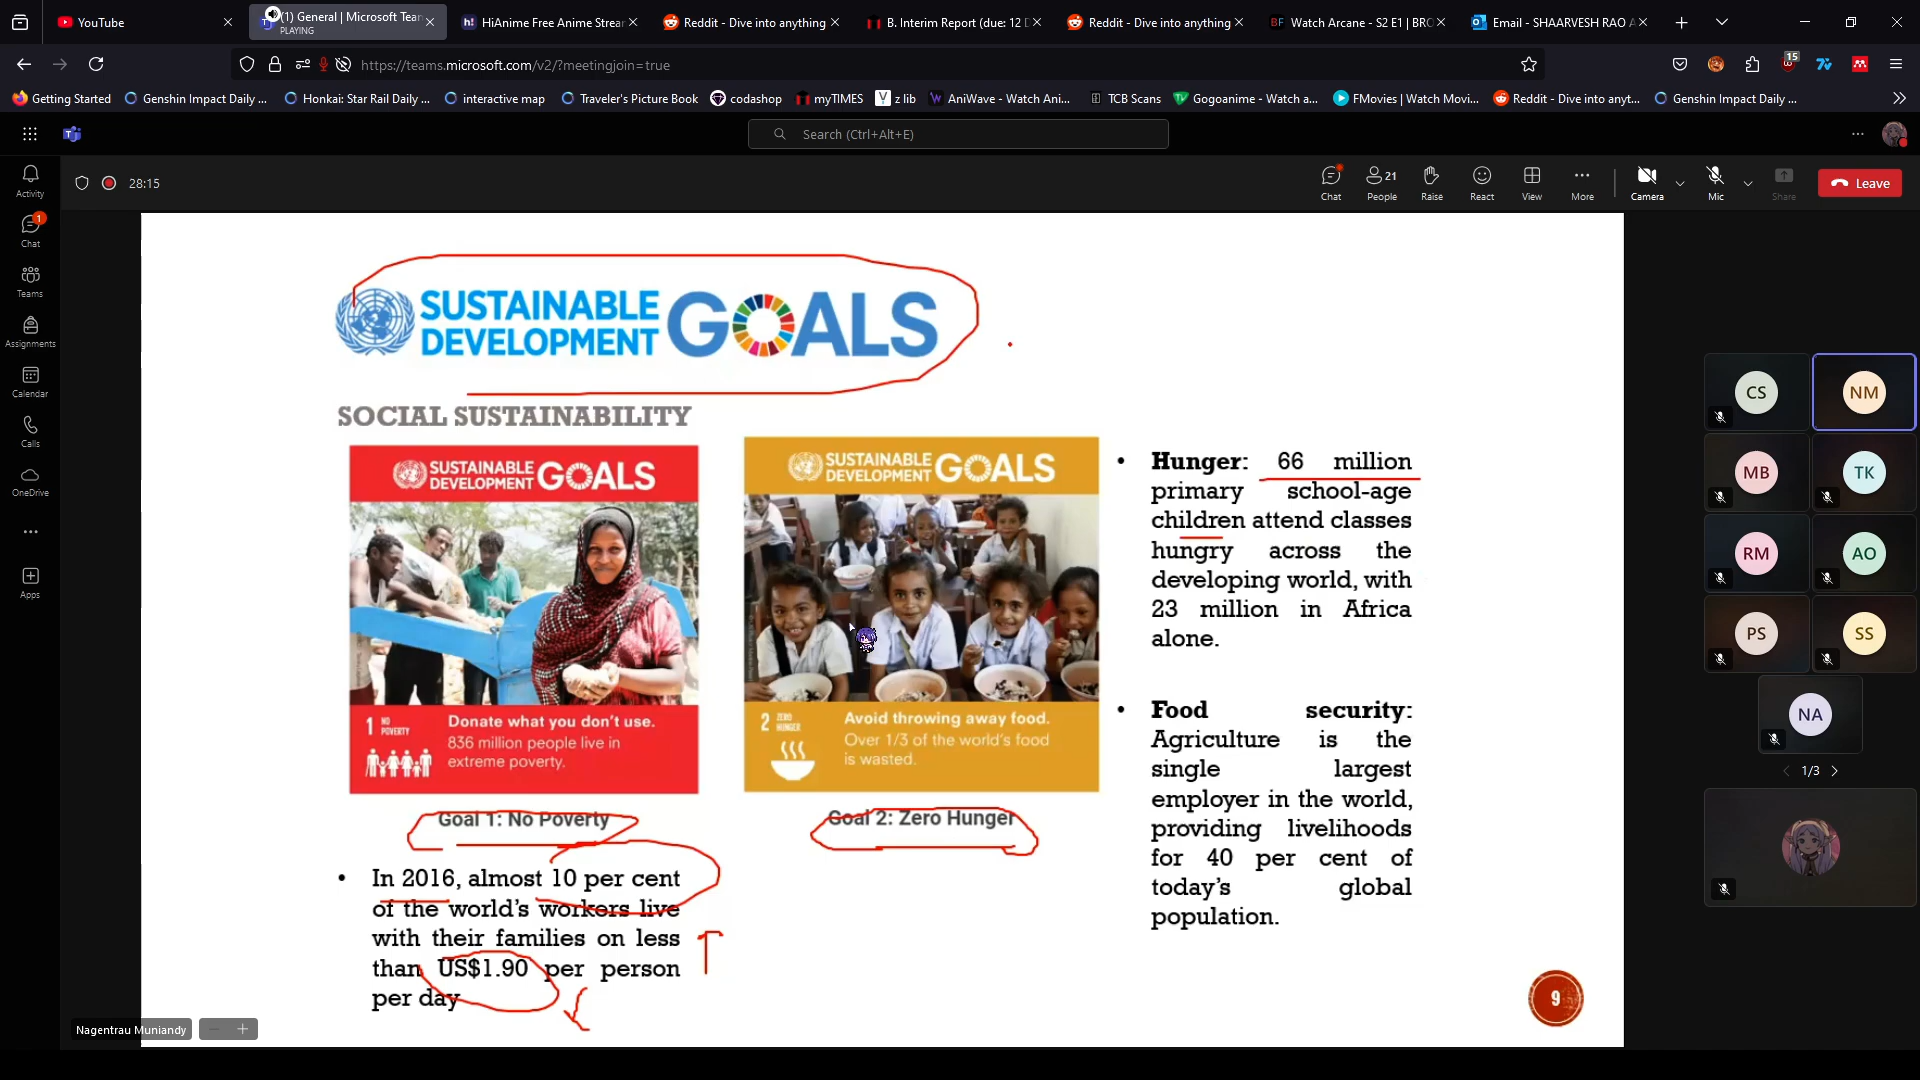 YouTube
(1) General | Microsoft Tean
PLAYING
HiAnime Free Anime Strear
Reddit - Dive into anything
B. Interim Report (due: 12 D
Reddit - Dive into anything
Watch Arcane - S2 E1 | BRO
Email - SHAARVESH RAO A
https://teams.microsoft.com/v2/?meetingjoin=true
15
Getting Started
Genshin Impact Daily ...
Honkai: Star Rail Daily ...
interactive map
Traveler's Picture Book
codashop
myTIMES
z lib
AniWave - Watch Ani...
TCB Scans
Gogoanime - Watch a...
FMovies | Watch Movi...
Reddit - Dive into anyt...
Genshin Impact Daily ...
Search (Ctrl+Alt+E)
28:15
Chat
21
People
Raise
React
View
More
Camera
Mic
Share
Leave
Activity
1
Chat
Teams
Assignments
Calendar
Calls
OneDrive
Apps
SUSTAINABLE
DEVELOPMENT GOALS
SOCIAL SUSTAINABILITY
SUSTAINABLE
DEVELOPMENT GOALS
1 NO
POVERTY
Donate what you don't use.
836 million people live in
extreme poverty.
Goal 1: No Poverty
• In 2016, almost 10 per cent
of the world's workers live
with their families on less
than US$1.90 per person
per day
SUSTAINABLE
DEVELOPMENT GOALS
2 ZERO
HUNGER
Avoid throwing away food.
Over 1/3 of the world's food
is wasted.
Goal 2: Zero Hunger
• Hunger: 66 million
primary school-age
children attend classes
hungry across the
developing world, with
23 million in Africa
alone.
• Food security:
Agriculture is the
single largest
employer in the world,
providing livelihoods
for 40 per cent of
today's global
population.
9
Nagentrau Muniandy
CS
NM
MB
TK
RM
AO
PS
SS
NA
1/3